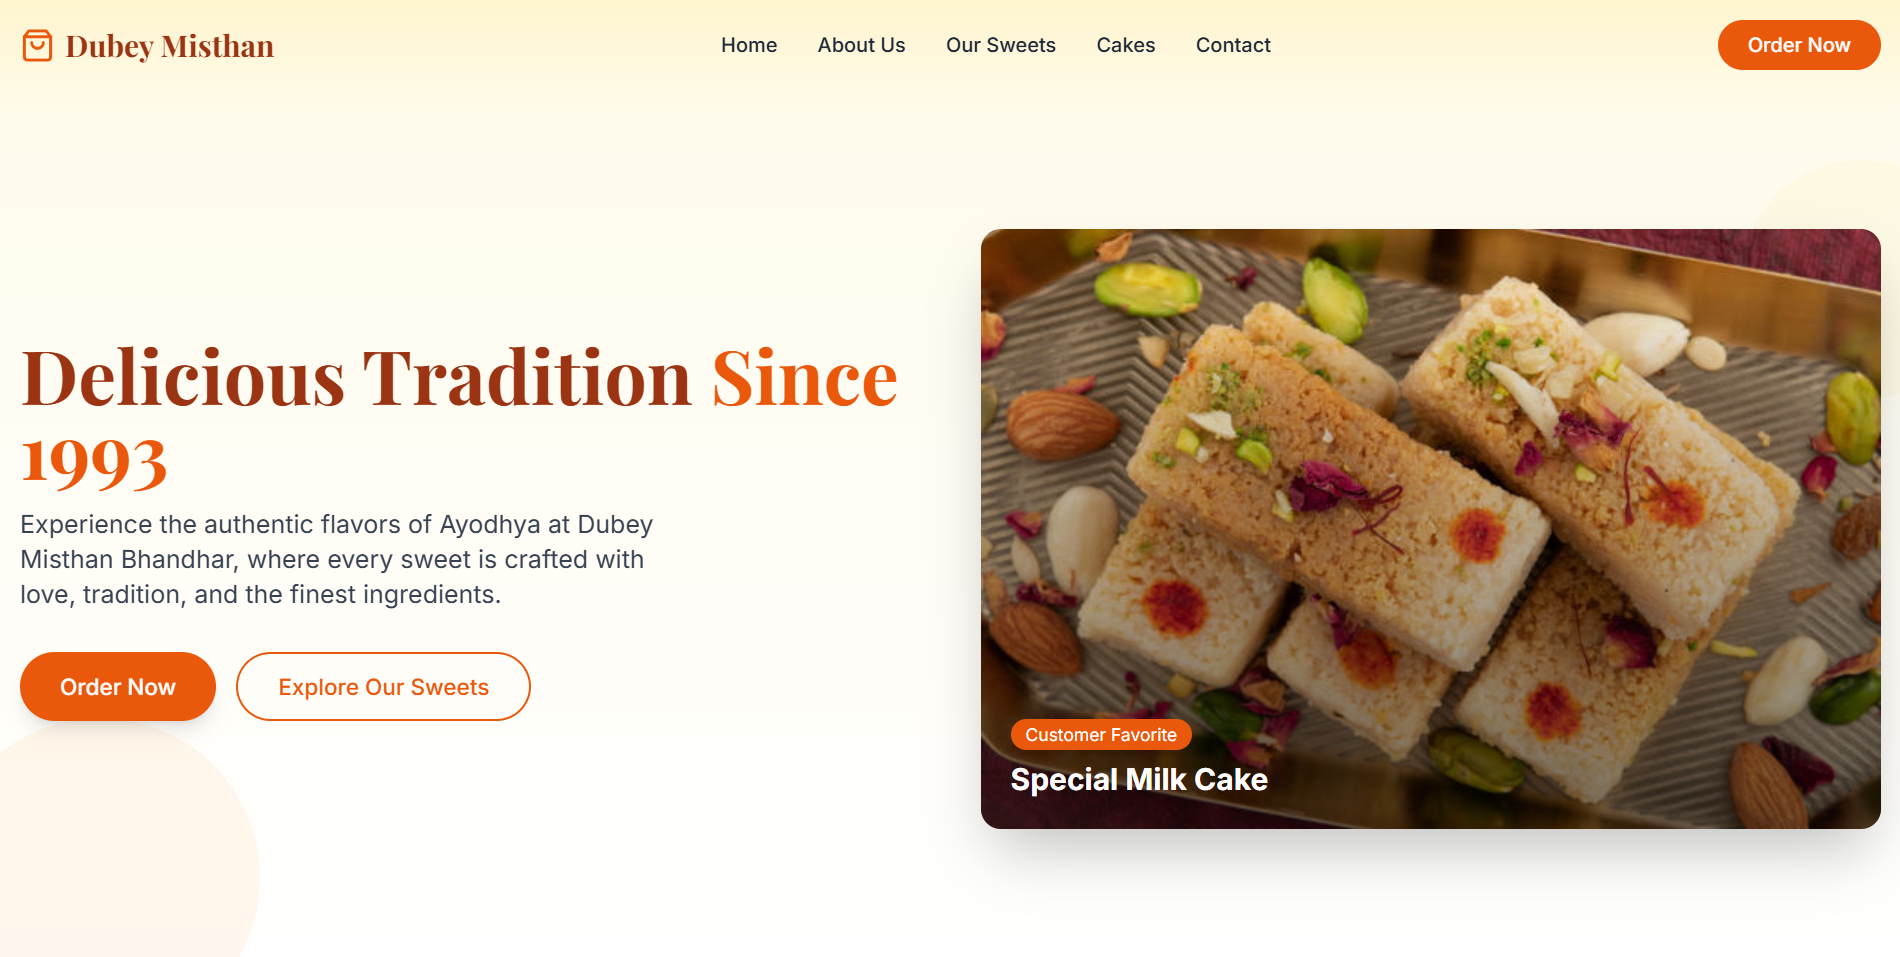 Dubey Misthan
Home
About Us
Our Sweets
Cakes
Contact
Order Now
Delicious Tradition Since
1993
Experience the authentic flavors of Ayodhya at Dubey
Misthan Bhandhar, where every sweet is crafted with
love, tradition, and the finest ingredients.
Order Now
Explore Our Sweets
Customer Favorite
Special Milk Cake